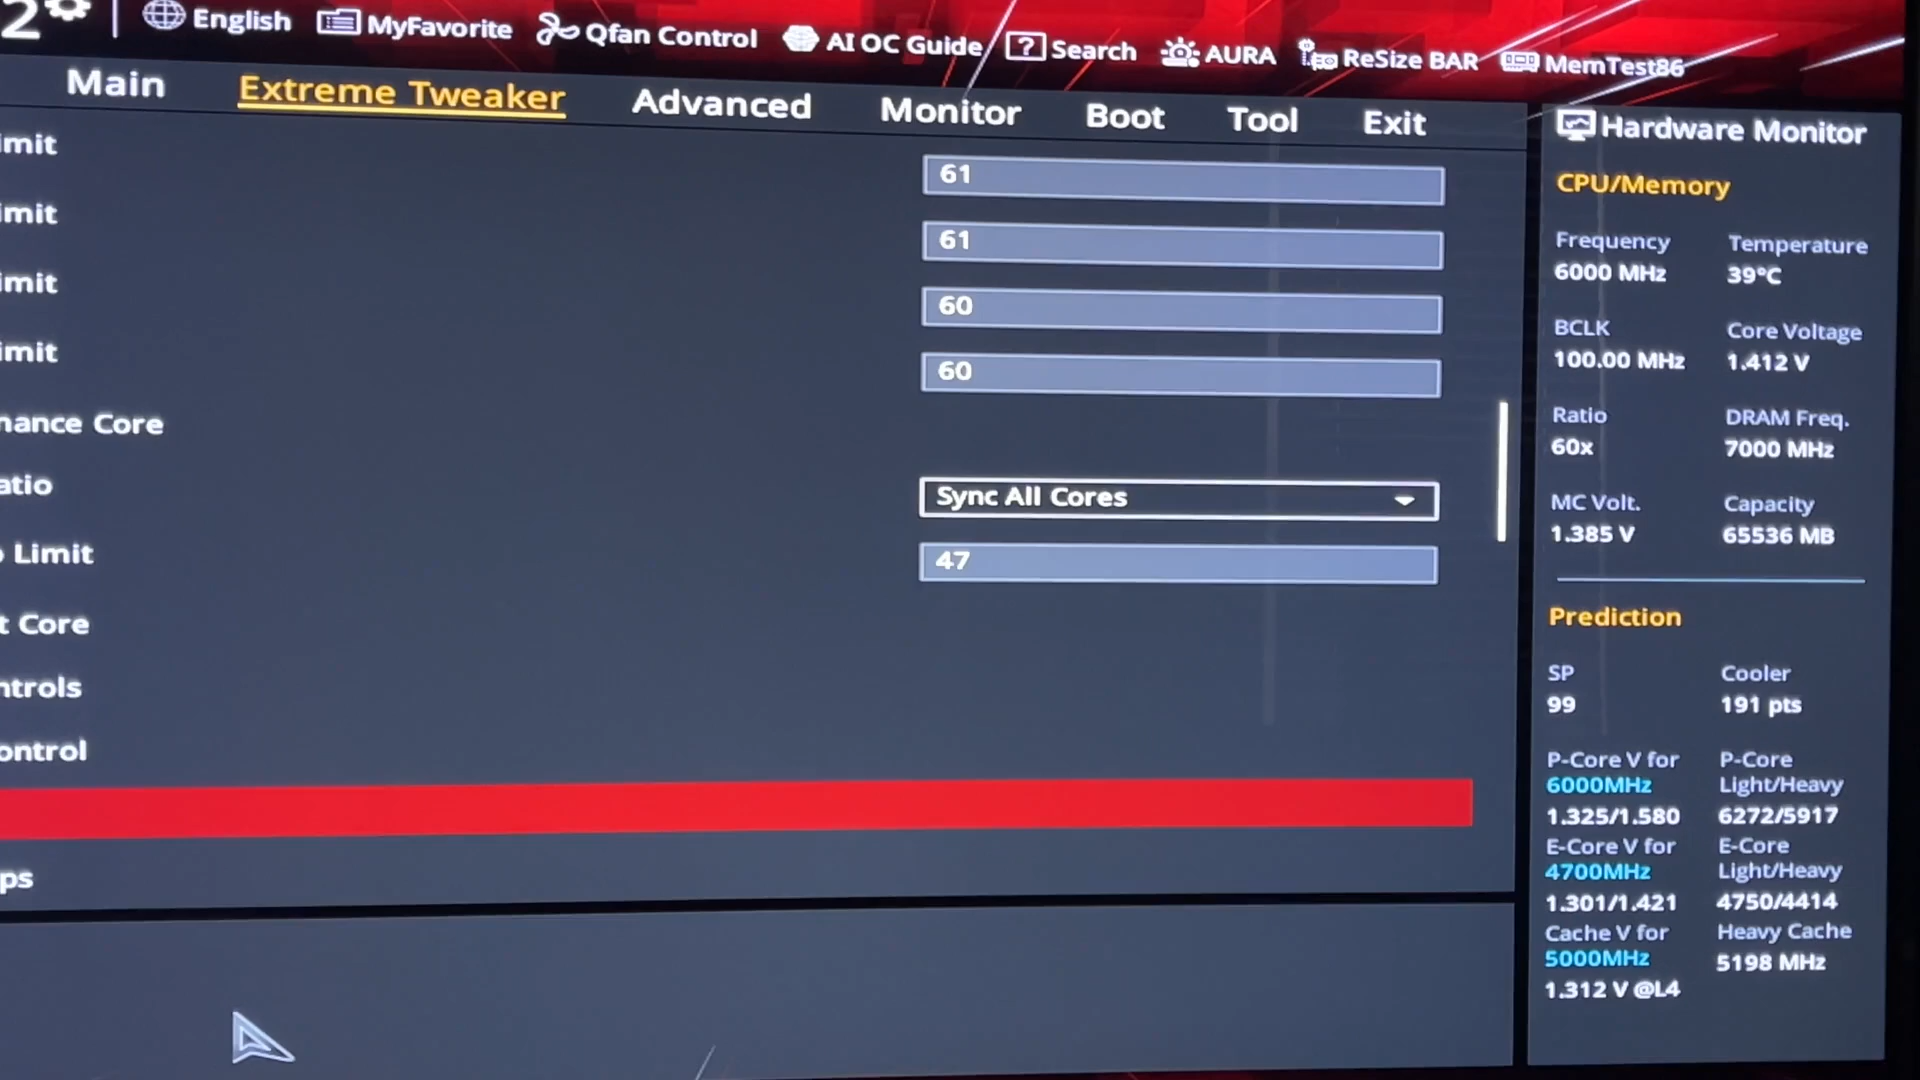 2 English MyFavorite Qfan Control AI OC Guide ? Search AURA ReSize BAR MemTest86
Main Extreme Tweaker Advanced Monitor Boot Tool Exit
imit 61
imit 61
imit 60
imit 60
nance Core
atio Sync All Cores
o Limit 47
t Core
ntrols
ontrol
ps
Hardware Monitor
CPU/Memory
Frequency Temperature
6000 MHz 39°C
BCLK Core Voltage
100.00 MHz 1.412 V
Ratio DRAM Freq.
60x 7000 MHz
MC Volt. Capacity
1.385 V 65536 MB
Prediction
SP Cooler
99 191 pts
P-Core V for P-Core
6000MHz Light/Heavy
1.325/1.580 6272/5917
E-Core V for E-Core
4700MHz Light/Heavy
1.301/1.421 4750/4414
Cache V for Heavy Cache
5000MHz 5198 MHz
1.312 V @L4